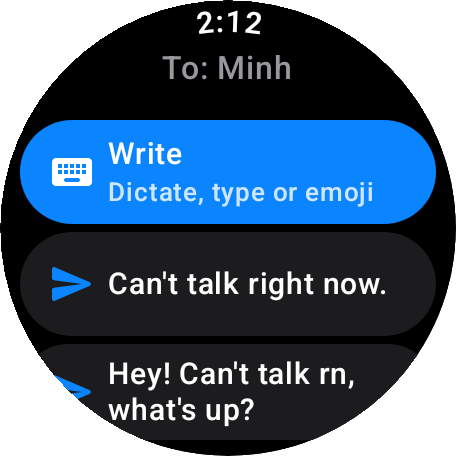 2:12
To: Minh
Write
Dictate, type or emoji
Can't talk right now.
Hey! Can't talk rn,
what's up?